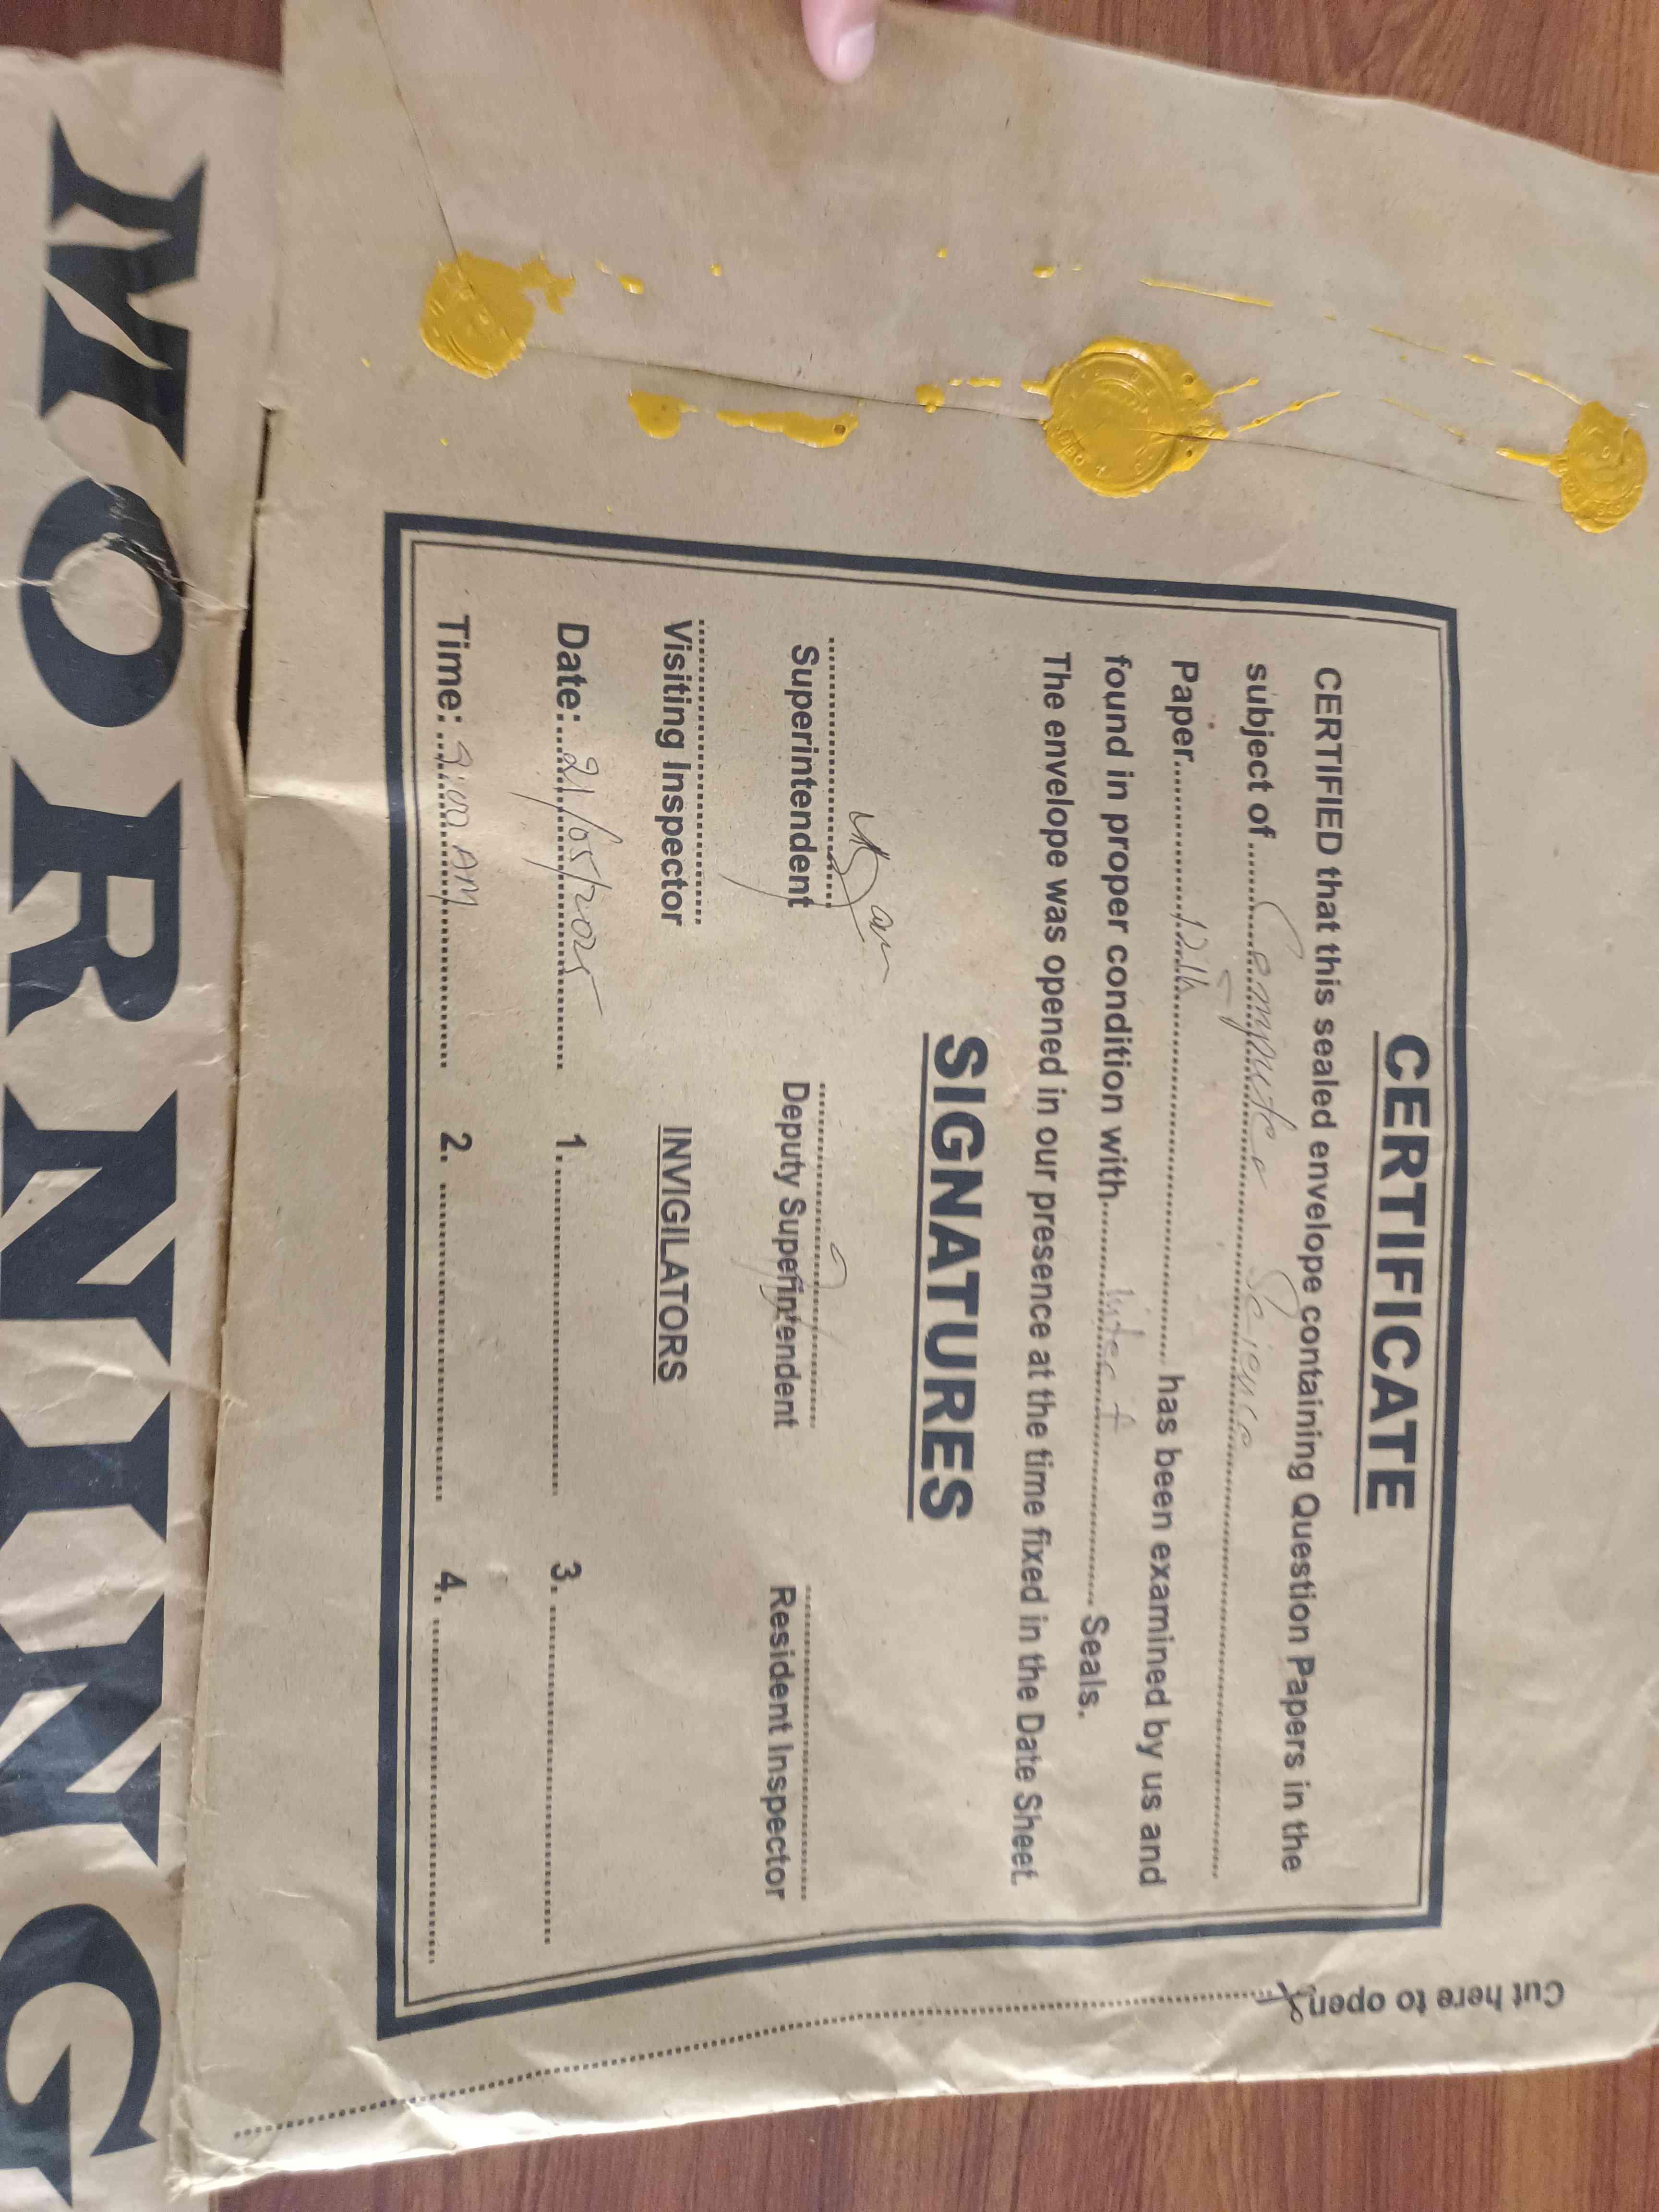 CERTIFICATE
CERTIFIED that this sealed envelope containing Question Papers in the
subject of ........ Computer Science ........
Paper ........ 12th ........ has been examined by us and
found in proper condition with ........ intact ........ Seals.
The envelope was opened in our presence at the time fixed in the Date Sheet.
SIGNATURES
Superintendent Deputy Superintendent Resident Inspector
Visiting Inspector INVIGILATORS
Date: 21/05/2025 1. ........ 3. ........
Time: 9:00 AM 2. ........ 4. ........
Cut here to open
MORNING